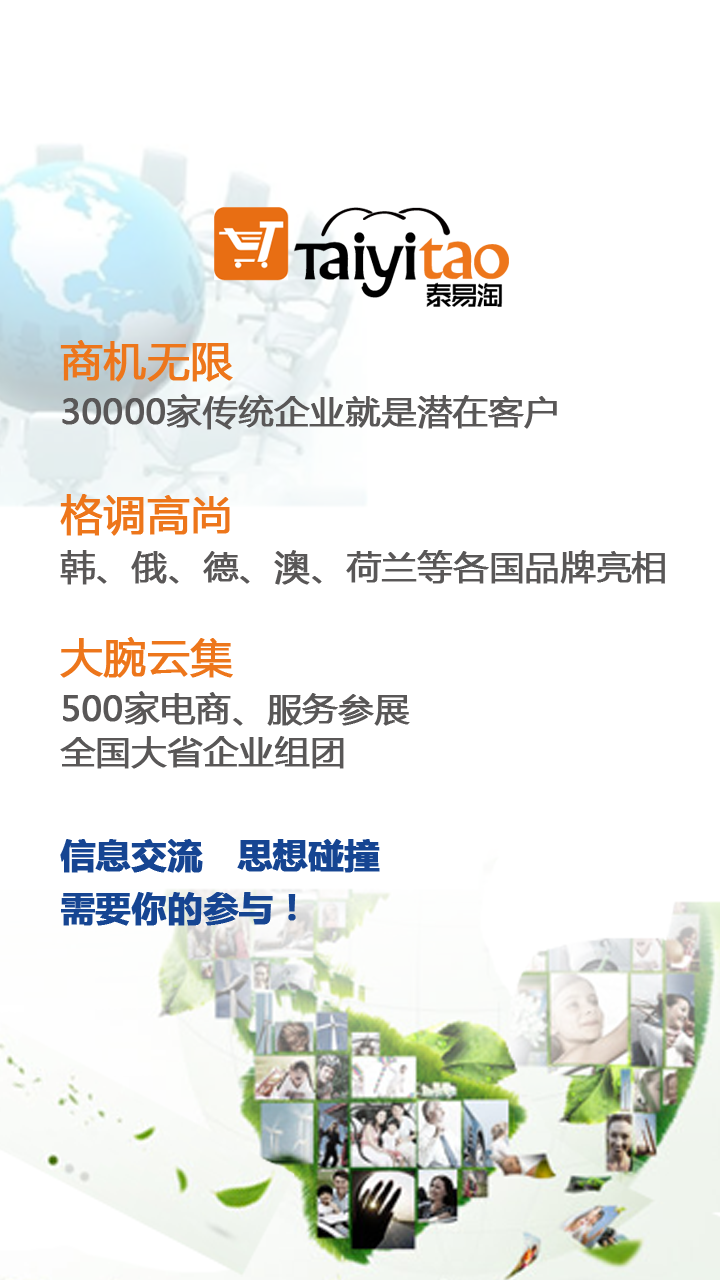 Taiyitao
泰易淘
商机无限
30000家传统企业就是潜在客户
格调高尚
韩、俄、德、澳、荷兰等各国品牌亮相
大腕云集
500家电商、服务参展
全国大省企业组团
信息交流　思想碰撞
需要你的参与！